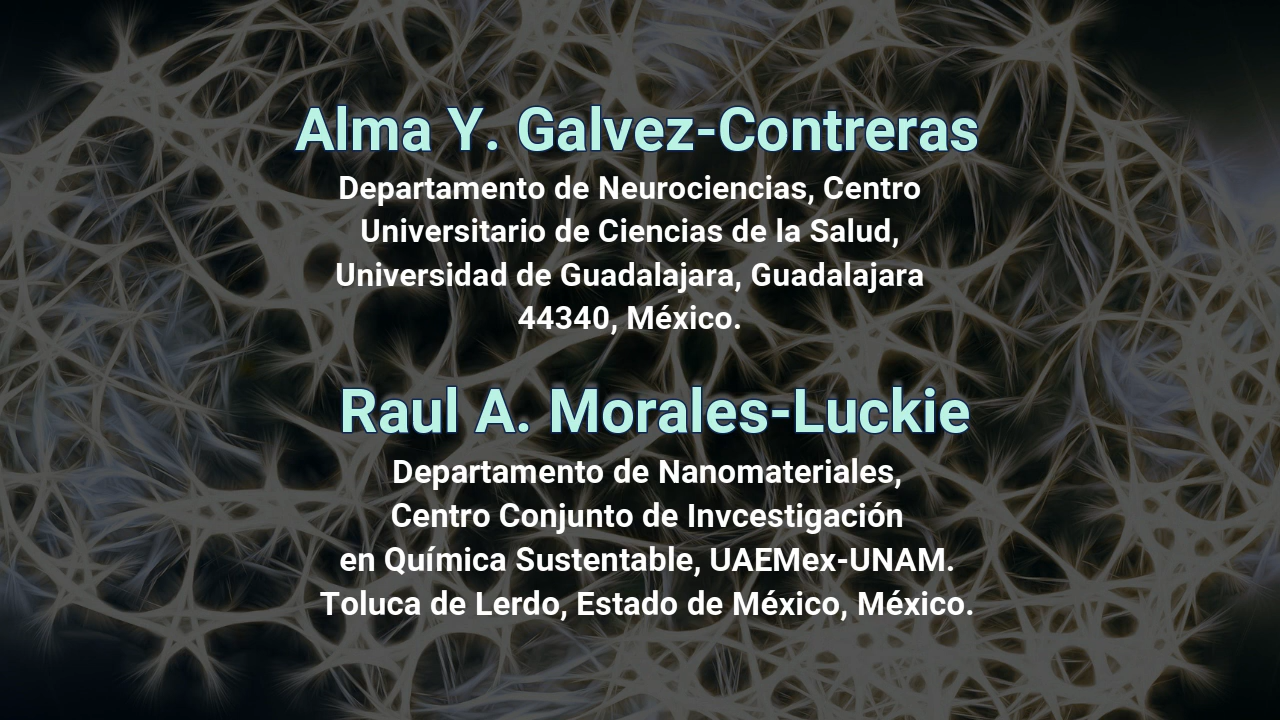 Alma Y. Galvez-Contreras
Departamento de Neurociencias, Centro
Universitario de Ciencias de la Salud,
Universidad de Guadalajara, Guadalajara
44340, México.
Raul A. Morales-Luckie
Departamento de Nanomateriales,
Centro Conjunto de Invcestigación
en Química Sustentable, UAEMex-UNAM.
Toluca de Lerdo, Estado de México, México.